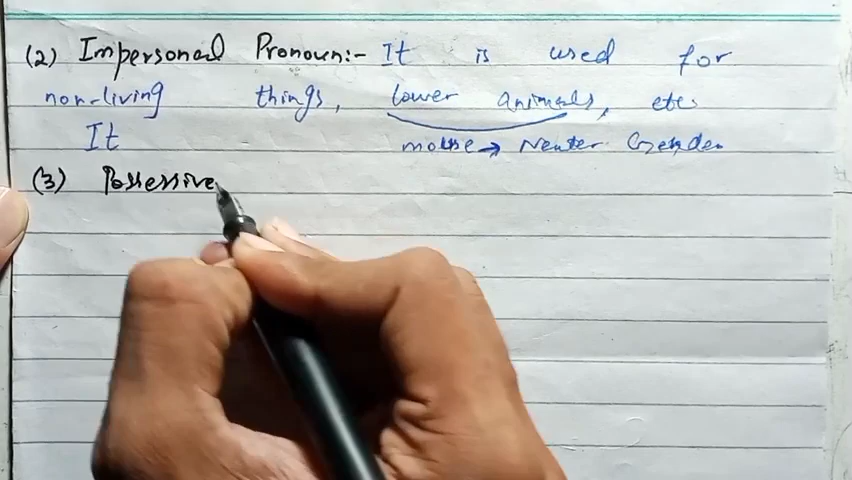 (2) Impersonal Pronoun:- It is used for
non-living things, lower animals, etc.
It mouse → Neuter Gender
(3) Possessive